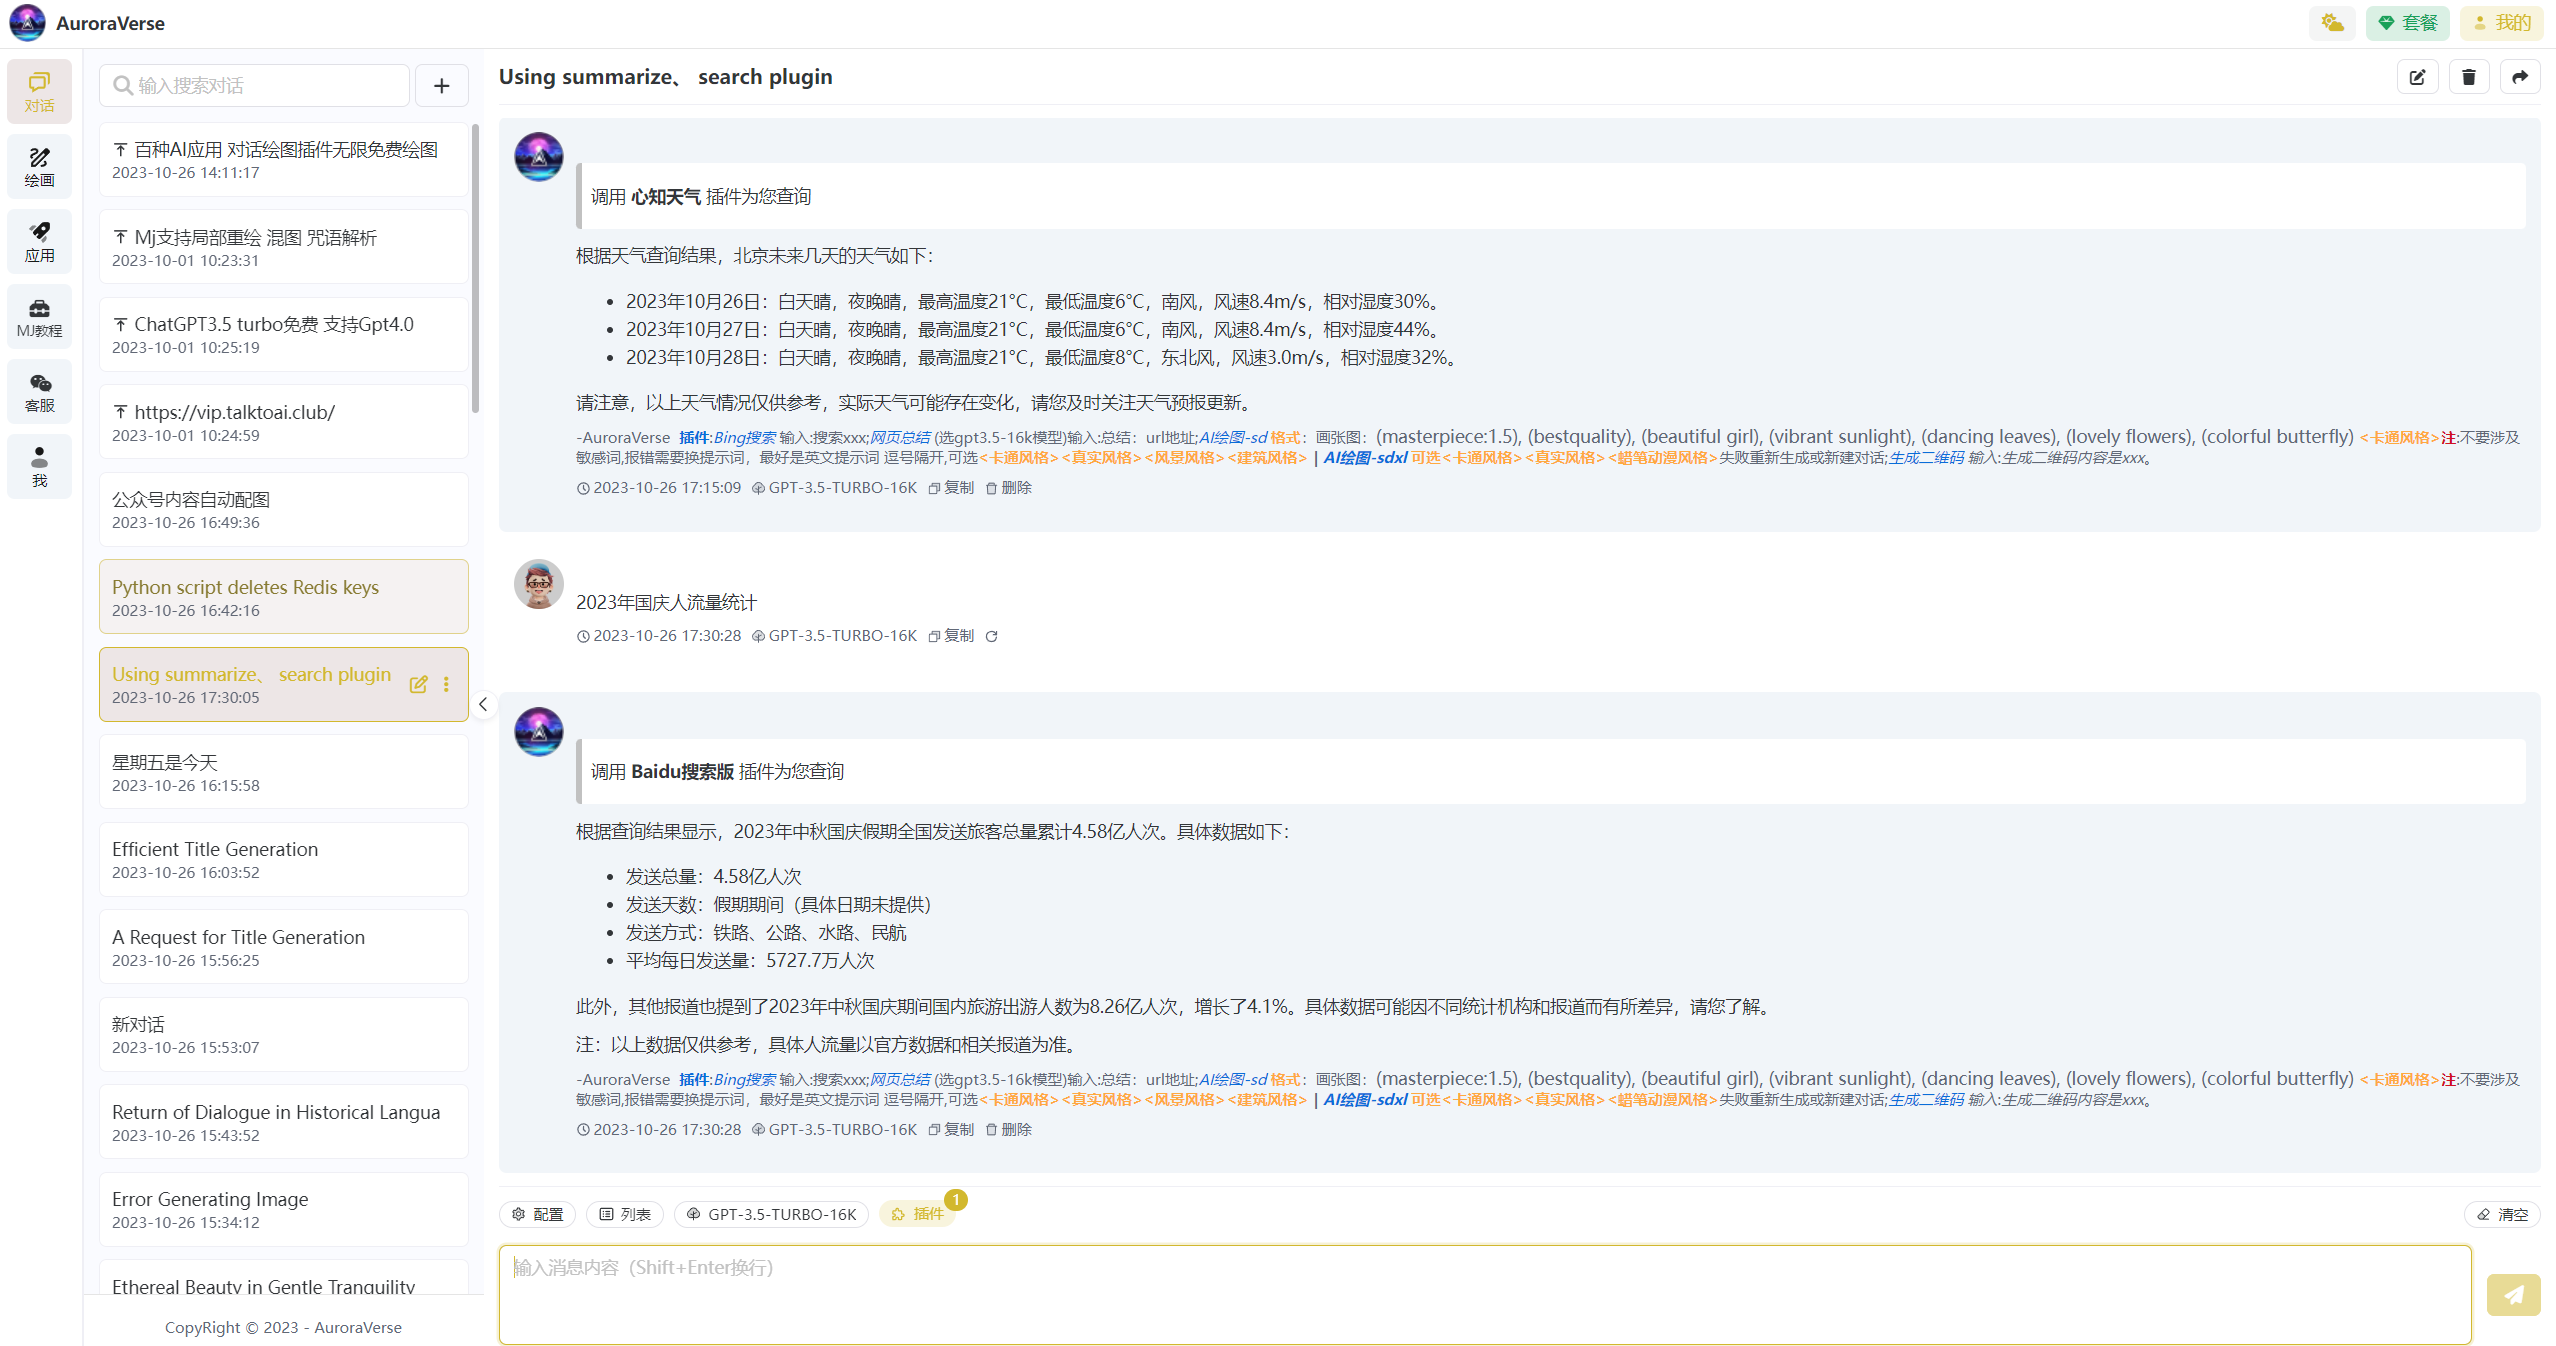 AuroraVerse
套餐
我的
对话
绘画
应用
MJ教程
客服
我
输入搜索对话
百种AI应用 对话绘图插件无限免费绘图
2023-10-26 14:11:17
Mj支持局部重绘 混图 咒语解析
2023-10-01 10:23:31
ChatGPT3.5 turbo免费 支持Gpt4.0
2023-10-01 10:25:19
https://vip.talktoai.club/
2023-10-01 10:24:59
公众号内容自动配图
2023-10-26 16:49:36
Python script deletes Redis keys
2023-10-26 16:42:16
Using summarize、 search plugin
2023-10-26 17:30:05
星期五是今天
2023-10-26 16:15:58
Efficient Title Generation
2023-10-26 16:03:52
A Request for Title Generation
2023-10-26 15:56:25
新对话
2023-10-26 15:53:07
Return of Dialogue in Historical Langua
2023-10-26 15:43:52
Error Generating Image
2023-10-26 15:34:12
Ethereal Beauty in Gentle Tranquility
CopyRight © 2023 - AuroraVerse
Using summarize、 search plugin
调用 心知天气 插件为您查询
根据天气查询结果，北京未来几天的天气如下：
• 2023年10月26日：白天晴，夜晚晴，最高温度21°C，最低温度6°C，南风，风速8.4m/s，相对湿度30%。
• 2023年10月27日：白天晴，夜晚晴，最高温度21°C，最低温度6°C，南风，风速8.4m/s，相对湿度44%。
• 2023年10月28日：白天晴，夜晚晴，最高温度21°C，最低温度8°C，东北风，风速3.0m/s，相对湿度32%。
请注意，以上天气情况仅供参考，实际天气可能存在变化，请您及时关注天气预报更新。
-AuroraVerse 插件:Bing搜索 输入:搜索xxx;网页总结 (选gpt3.5-16k模型)输入:总结：url地址;AI绘图-sd 格式：画张图：(masterpiece:1.5), (bestquality), (beautiful girl), (vibrant sunlight), (dancing leaves), (lovely flowers), (colorful butterfly) <卡通风格>注:不要涉及
敏感词,报错需要换提示词，最好是英文提示词 逗号隔开,可选<卡通风格><真实风格><风景风格><建筑风格> | AI绘图-sdxl 可选<卡通风格><真实风格><蜡笔动漫风格>失败重新生成或新建对话;生成二维码 输入:生成二维码内容是xxx。
2023-10-26 17:15:09 GPT-3.5-TURBO-16K 复制 删除
2023年国庆人流量统计
2023-10-26 17:30:28 GPT-3.5-TURBO-16K 复制
调用 Baidu搜索版 插件为您查询
根据查询结果显示，2023年中秋国庆假期全国发送旅客总量累计4.58亿人次。具体数据如下：
• 发送总量：4.58亿人次
• 发送天数：假期期间（具体日期未提供）
• 发送方式：铁路、公路、水路、民航
• 平均每日发送量：5727.7万人次
此外，其他报道也提到了2023年中秋国庆期间国内旅游出游人数为8.26亿人次，增长了4.1%。具体数据可能因不同统计机构和报道而有所差异，请您了解。
注：以上数据仅供参考，具体人流量以官方数据和相关报道为准。
-AuroraVerse 插件:Bing搜索 输入:搜索xxx;网页总结 (选gpt3.5-16k模型)输入:总结：url地址;AI绘图-sd 格式：画张图：(masterpiece:1.5), (bestquality), (beautiful girl), (vibrant sunlight), (dancing leaves), (lovely flowers), (colorful butterfly) <卡通风格>注:不要涉及
敏感词,报错需要换提示词，最好是英文提示词 逗号隔开,可选<卡通风格><真实风格><风景风格><建筑风格> | AI绘图-sdxl 可选<卡通风格><真实风格><蜡笔动漫风格>失败重新生成或新建对话;生成二维码 输入:生成二维码内容是xxx。
2023-10-26 17:30:28 GPT-3.5-TURBO-16K 复制 删除
配置 列表 GPT-3.5-TURBO-16K 插件 1 清空
输入消息内容（Shift+Enter换行）